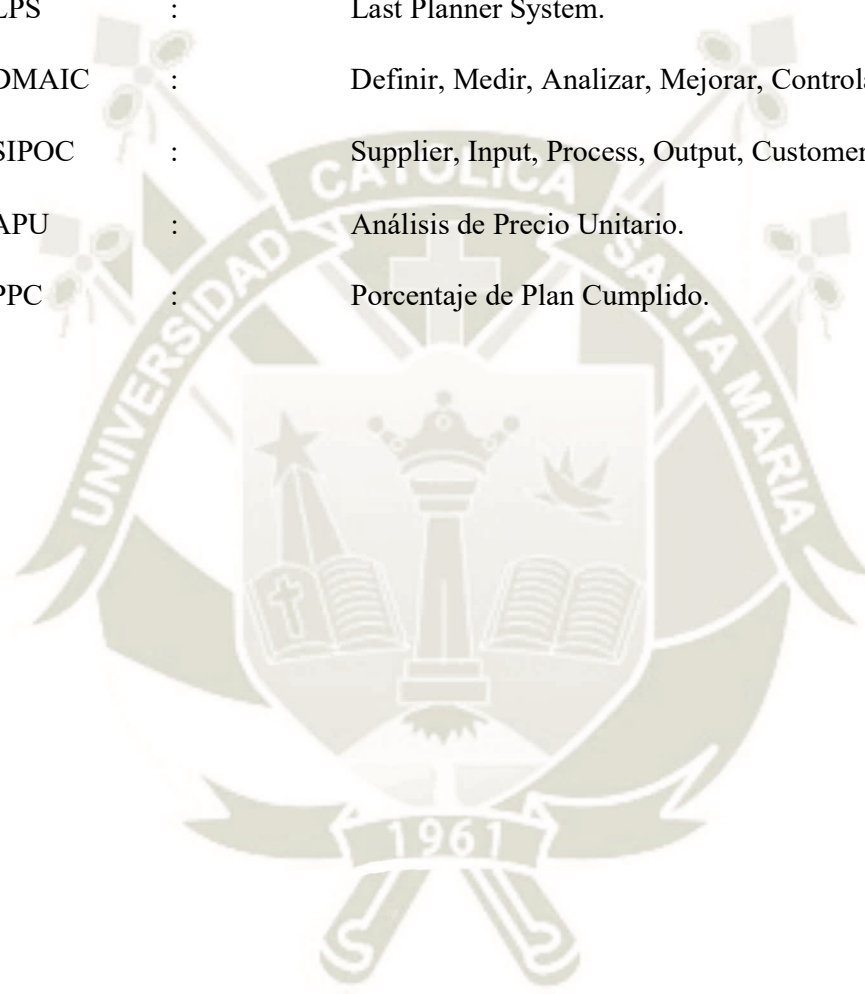 LPS : Last Planner System.
DMAIC : Definir, Medir, Analizar, Mejorar, Controla
SIPOC : Supplier, Input, Process, Output, Customer
APU : Análisis de Precio Unitario.
PPC : Porcentaje de Plan Cumplido.
UNIVERSIDAD CATOLICA SANTA MARIA
1961